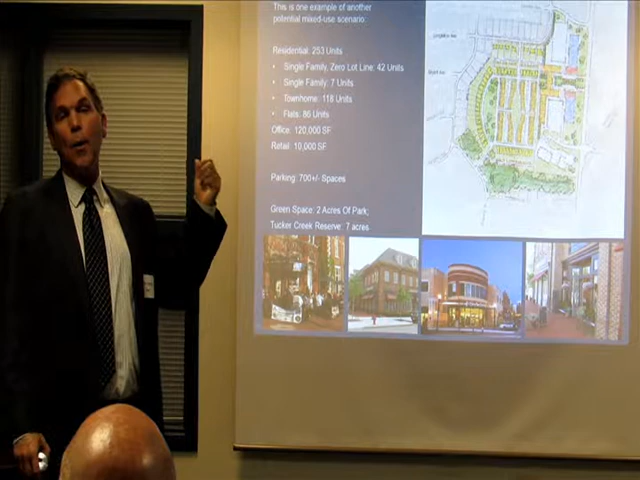 This is one example of another
potential mixed-use scenario:
Residential: 253 Units
• Single Family, Zero Lot Line: 42 Units
• Single Family: 7 Units
• Townhome: 118 Units
• Flats: 86 Units
Office: 120,000 SF
Retail: 10,000 SF
Parking: 700+/- Spaces
Green Space: 2 Acres Of Park;
Tucker Creek Reserve: 7 acres